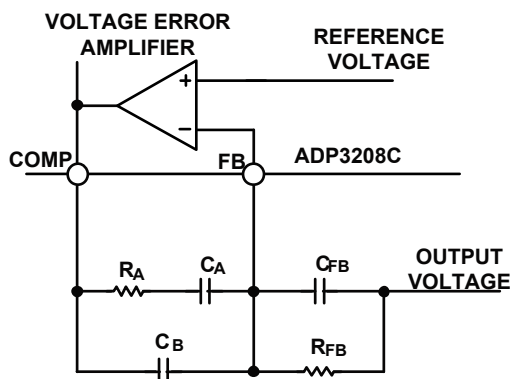 VOLTAGE ERROR
AMPLIFIER
REFERENCE
VOLTAGE
+
−
COMP
FB
ADP3208C
RA
CA
CFB
OUTPUT
VOLTAGE
CB
RFB